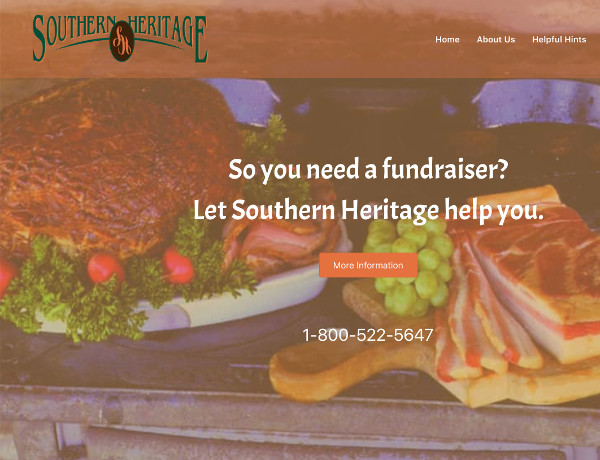 SOUTHERN HERITAGE
SH
Home About Us Helpful Hints
So you need a fundraiser?
Let Southern Heritage help you.
More Information
1-800-522-5647